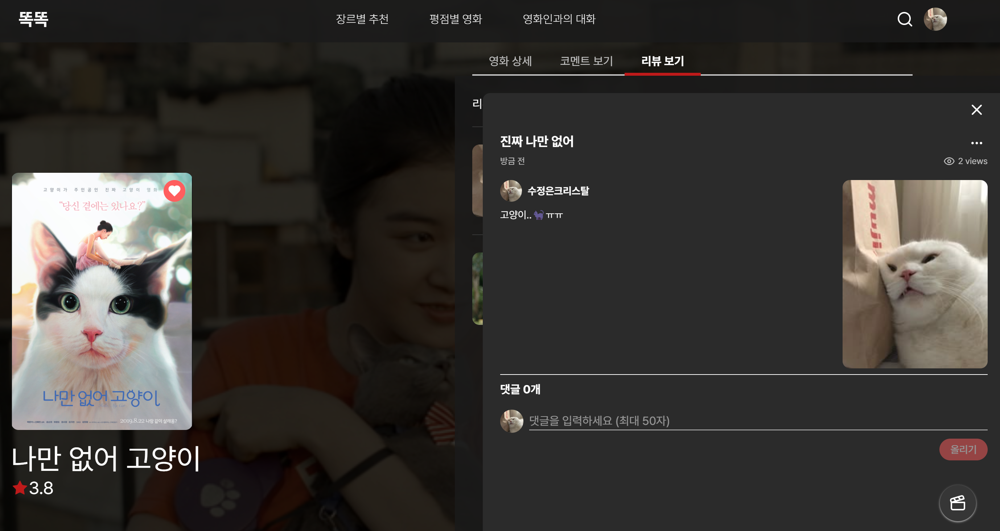 똑똑
장르별 추천
평점별 영화
영화인과의 대화
영화 상세
코멘트 보기
리뷰 보기
고양이가 주인공인 진짜 고양이 영화
“당신 곁에는 있나요?”
나만 없어 고양이
2019.8.22 나랑 같이 살래옹?
나만 없어 고양이
3.8
리
진짜 나만 없어
방금 전
2 views
수정은크리스탈
고양이..🐈‍⬛ㅠㅠ
muji
댓글 0개
댓글을 입력하세요 (최대 50자)
올리기